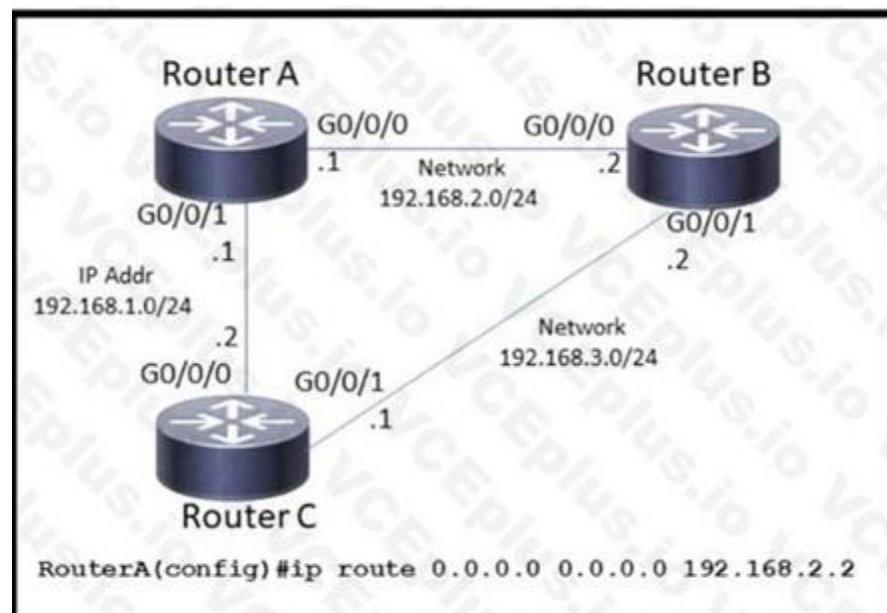 Router A
Router B
G0/0/0
G0/0/0
.1
Network
192.168.2.0/24
.2
G0/0/1
.1
G0/0/1
.2
IP Addr
192.168.1.0/24
Network
192.168.3.0/24
.2
G0/0/0
G0/0/1
.1
Router C
RouterA(config)#ip route 0.0.0.0 0.0.0.0 192.168.2.2
VCEplus.io